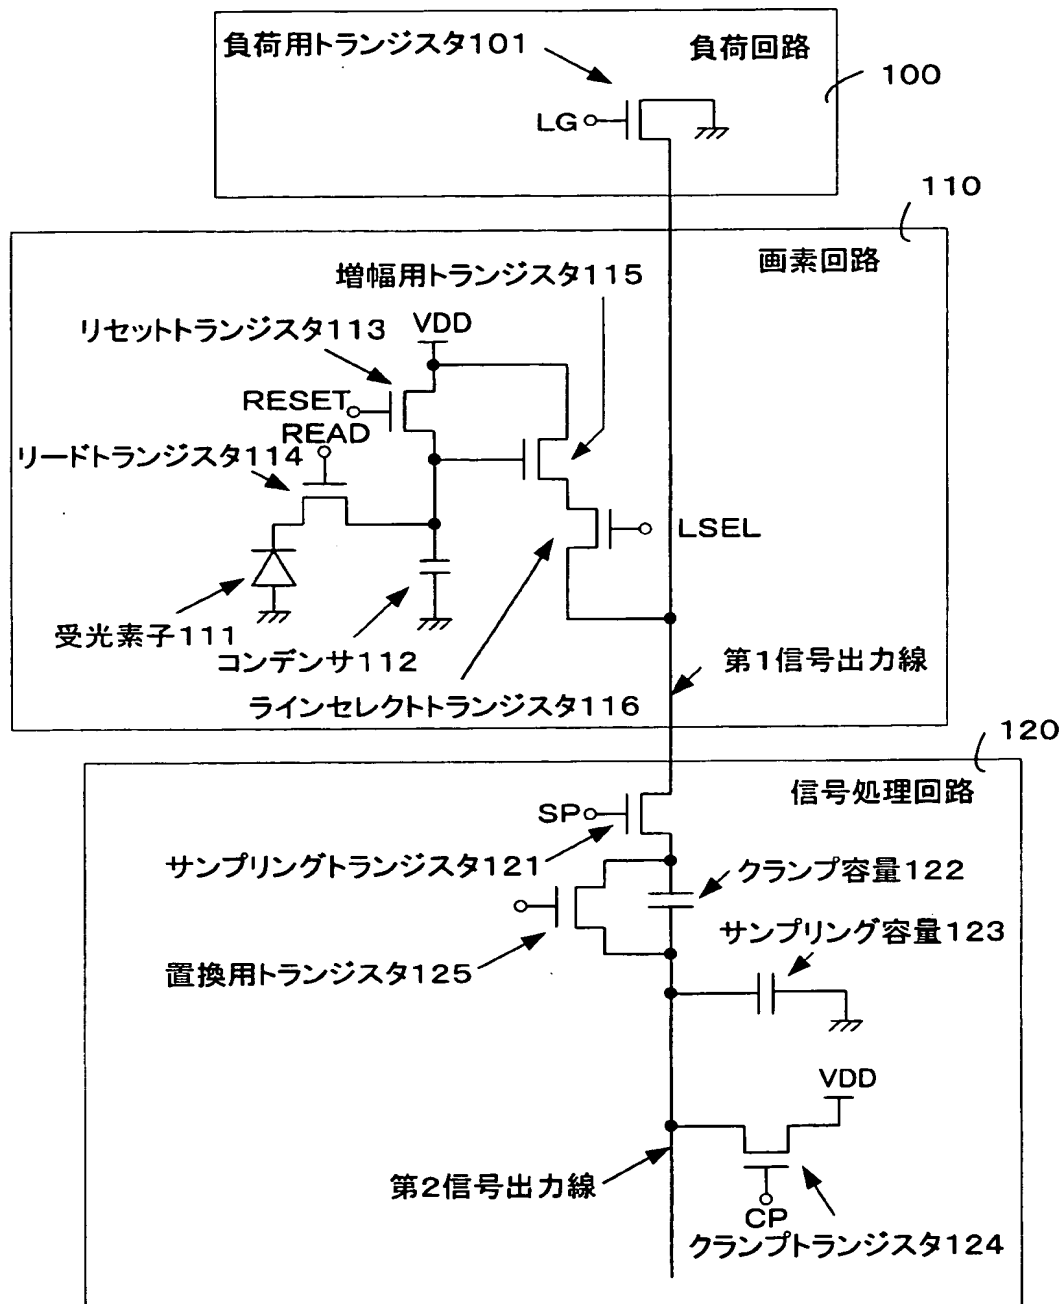 負荷用トランジスタ101
負荷回路
100
LG
110
画素回路
増幅用トランジスタ115
リセットトランジスタ113
VDD
RESET
READ
リードトランジスタ114
LSEL
受光素子111
コンデンサ112
第1信号出力線
ラインセレクトトランジスタ116
120
信号処理回路
SP
サンプリングトランジスタ121
クランプ容量122
サンプリング容量123
置換用トランジスタ125
VDD
第2信号出力線
CP
クランプトランジスタ124